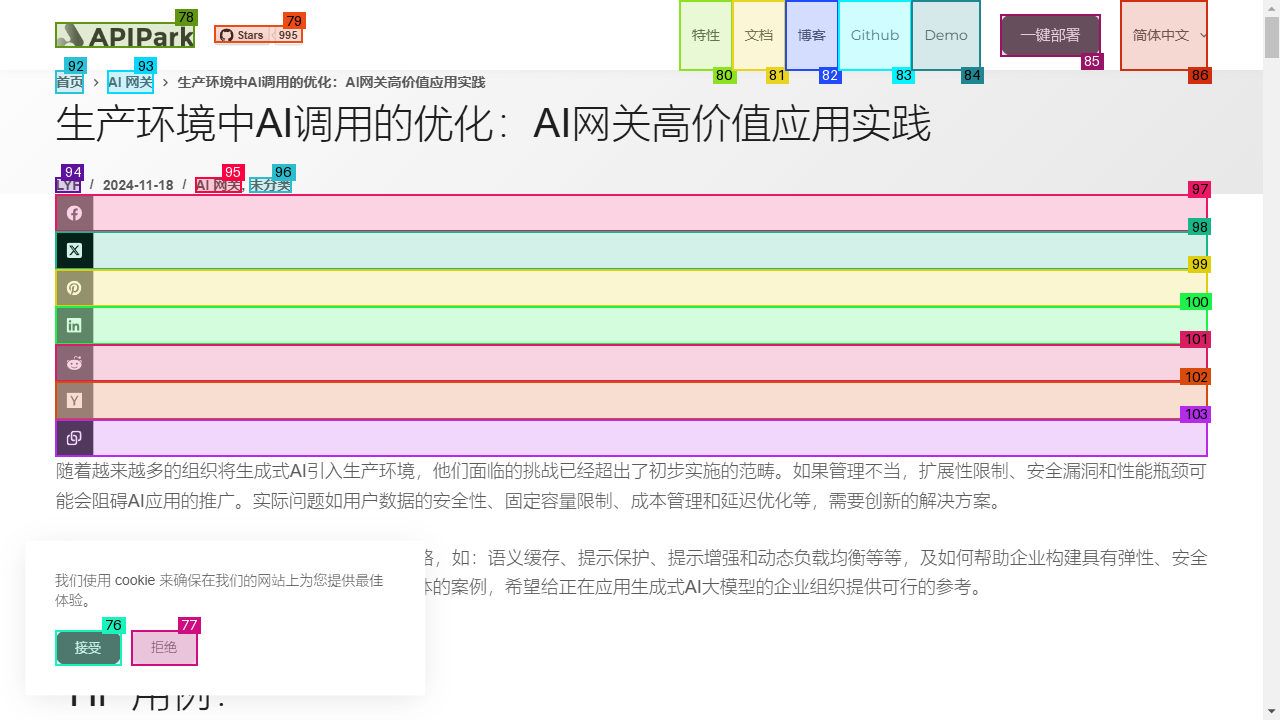 APIPark
Stars 995
特性
文档
博客
Github
Demo
一键部署
简体中文
78
79
80
81
82
83
84
85
86
92
93
首页 › AI 网关 › 生产环境中AI调用的优化：AI网关高价值应用实践
生产环境中AI调用的优化：AI网关高价值应用实践
94
95
96
LYH / 2024-11-18 / AI 网关, 未分类
97
98
99
100
101
102
103
随着越来越多的组织将生成式AI引入生产环境，他们面临的挑战已经超出了初步实施的范畴。如果管理不当，扩展性限制、安全漏洞和性能瓶颈可
能会阻碍AI应用的推广。实际问题如用户数据的安全性、固定容量限制、成本管理和延迟优化等，需要创新的解决方案。
，如：语义缓存、提示保护、提示增强和动态负载均衡等等，及如何帮助企业构建具有弹性、安全
的案例，希望给正在应用生成式AI大模型的企业组织提供可行的参考。
我们使用 cookie 来确保在我们的网站上为您提供最佳
体验。
76
77
接受
拒绝
用例：